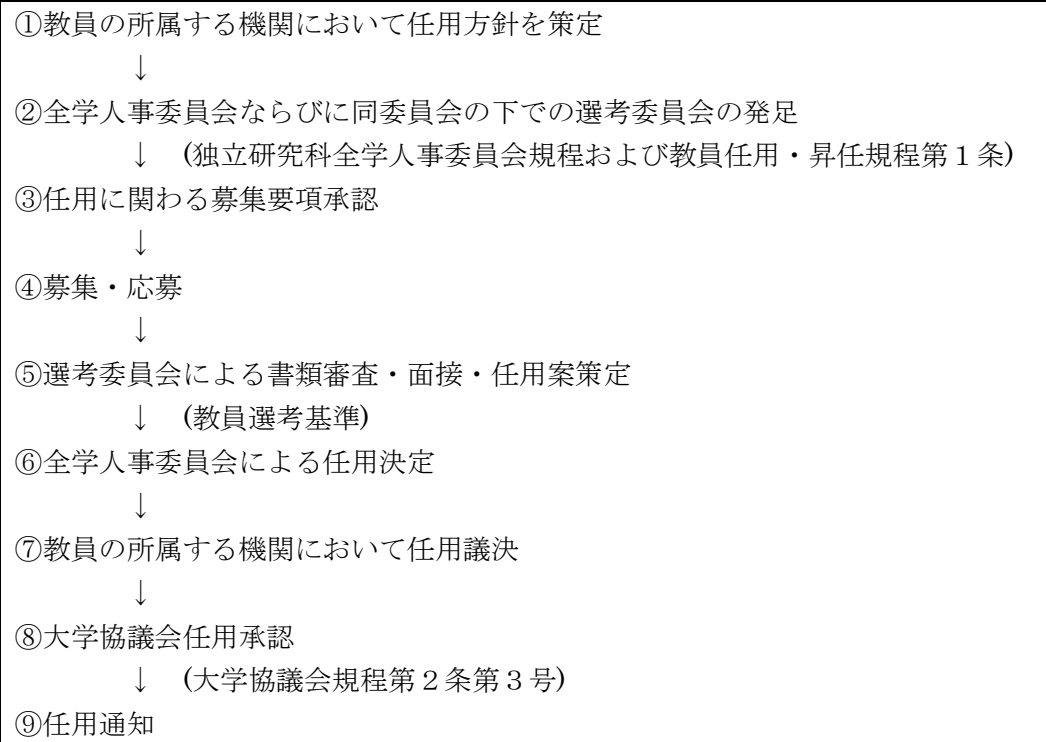 ①教員の所属する機関において任用方針を策定
↓
②全学人事委員会ならびに同委員会の下での選考委員会の発足
↓ (独立研究科全学人事委員会規程および教員任用・昇任規程第1条)
③任用に関わる募集要項承認
↓
④募集・応募
↓
⑤選考委員会による書類審査・面接・任用案策定
↓ (教員選考基準)
⑥全学人事委員会による任用決定
↓
⑦教員の所属する機関において任用議決
↓
⑧大学協議会任用承認
↓ (大学協議会規程第2条第3号)
⑨任用通知